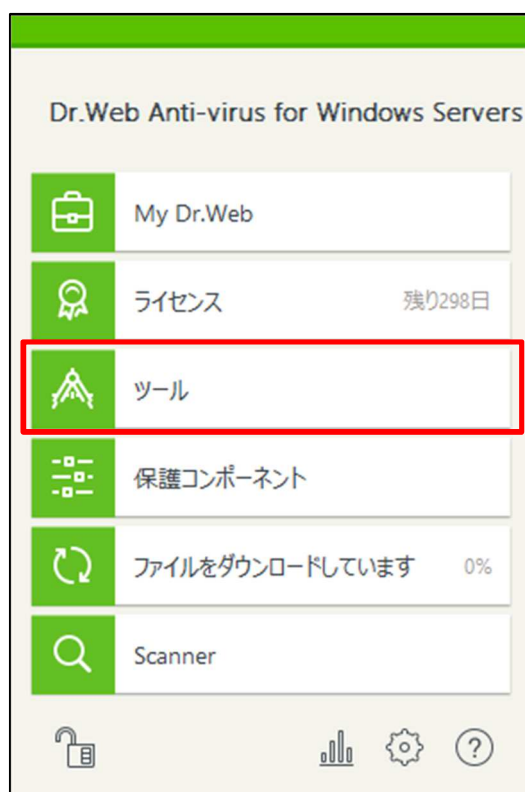 Dr.Web Anti-virus for Windows Servers
My Dr.Web
ライセンス 残り298日
ツール
保護コンポーネント
ファイルをダウンロードしています 0%
Scanner
?